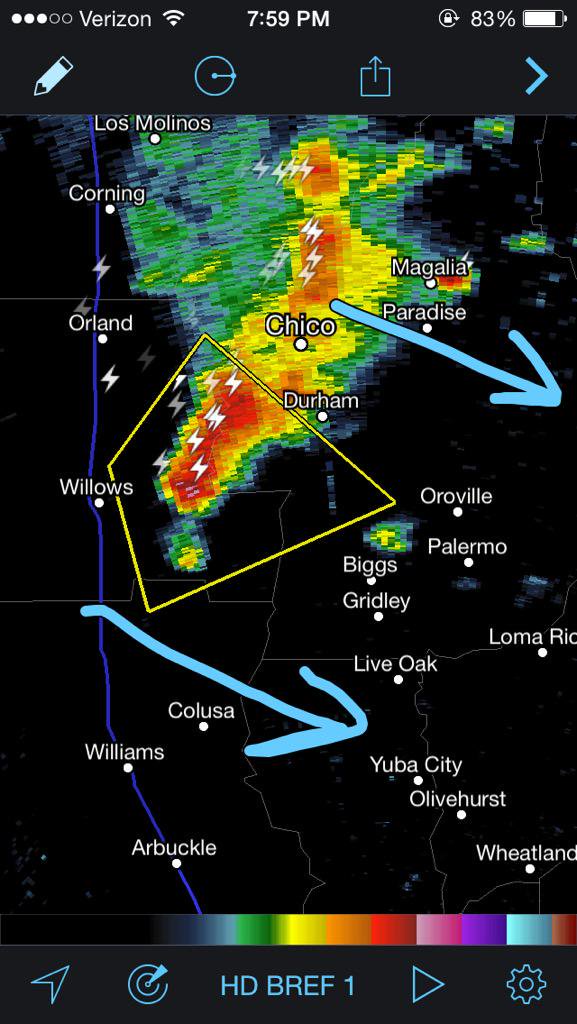 Verizon 7:59 PM 83%
Los Molinos
Corning
Magalia
Orland
Paradise
Chico
Durham
Willows
Oroville
Palermo
Biggs
Gridley
Loma Ric
Live Oak
Colusa
Williams
Yuba City
Olivehurst
Arbuckle
Wheatland
HD BREF 1